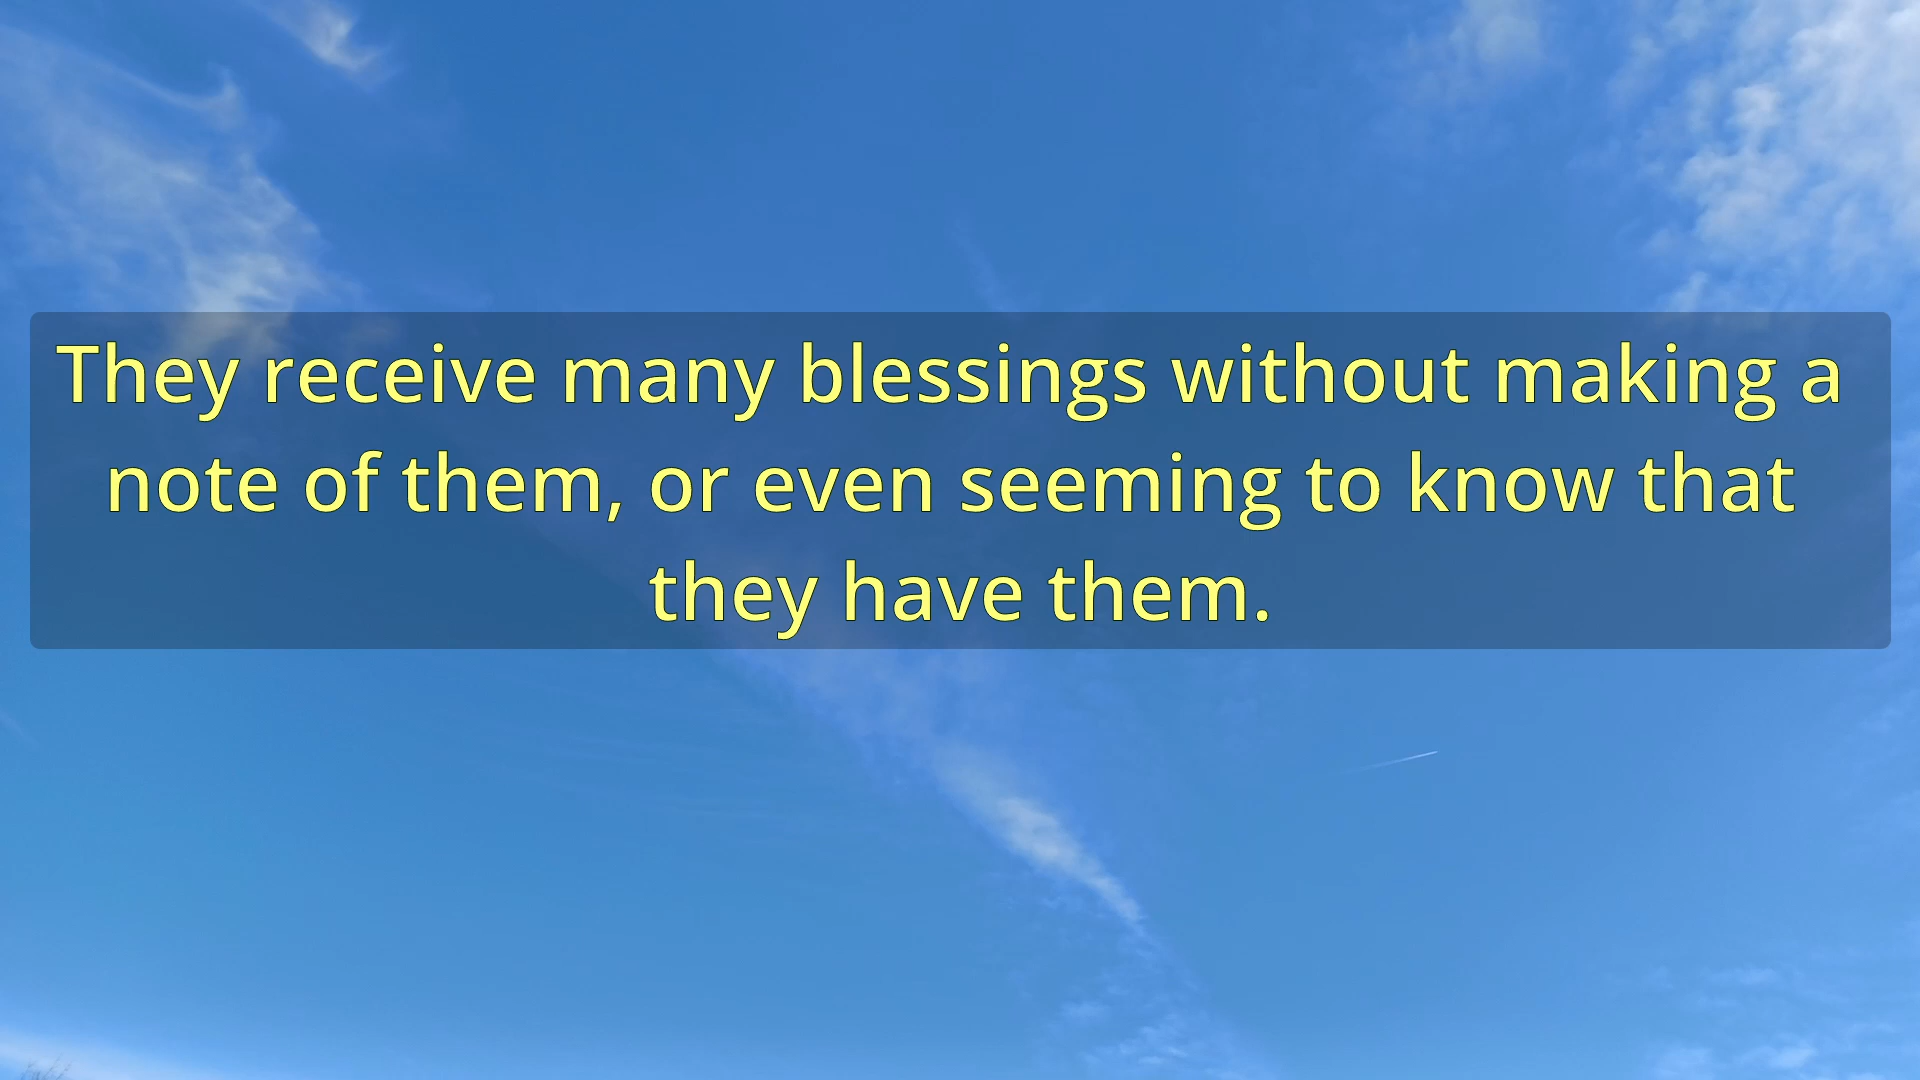 They receive many blessings without making a
note of them, or even seeming to know that
they have them.